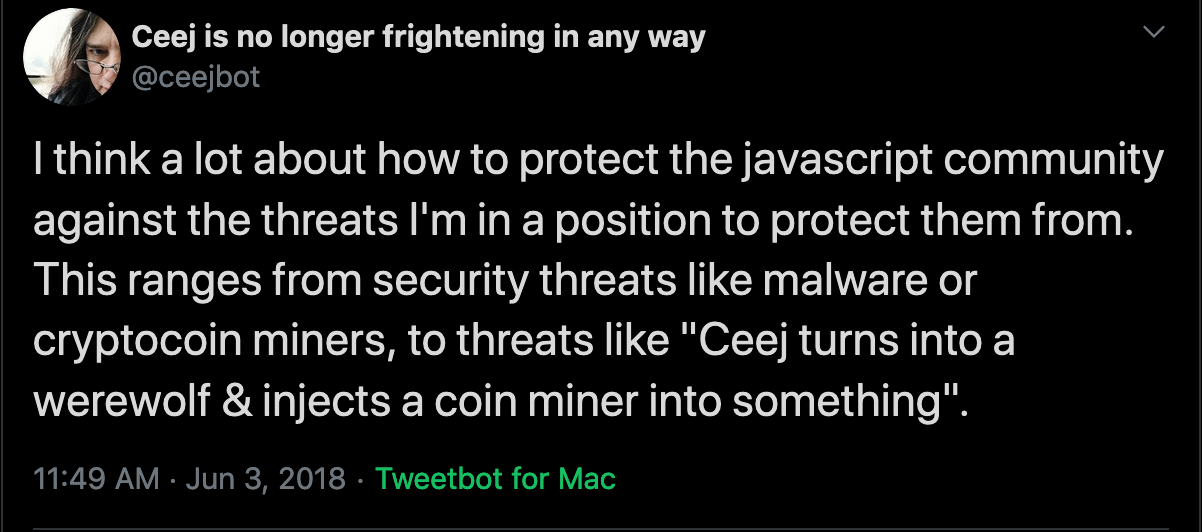 Ceej is no longer frightening in any way
@ceejbot
I think a lot about how to protect the javascript community
against the threats I'm in a position to protect them from.
This ranges from security threats like malware or
cryptocoin miners, to threats like "Ceej turns into a
werewolf & injects a coin miner into something".
11:49 AM · Jun 3, 2018 · Tweetbot for Mac